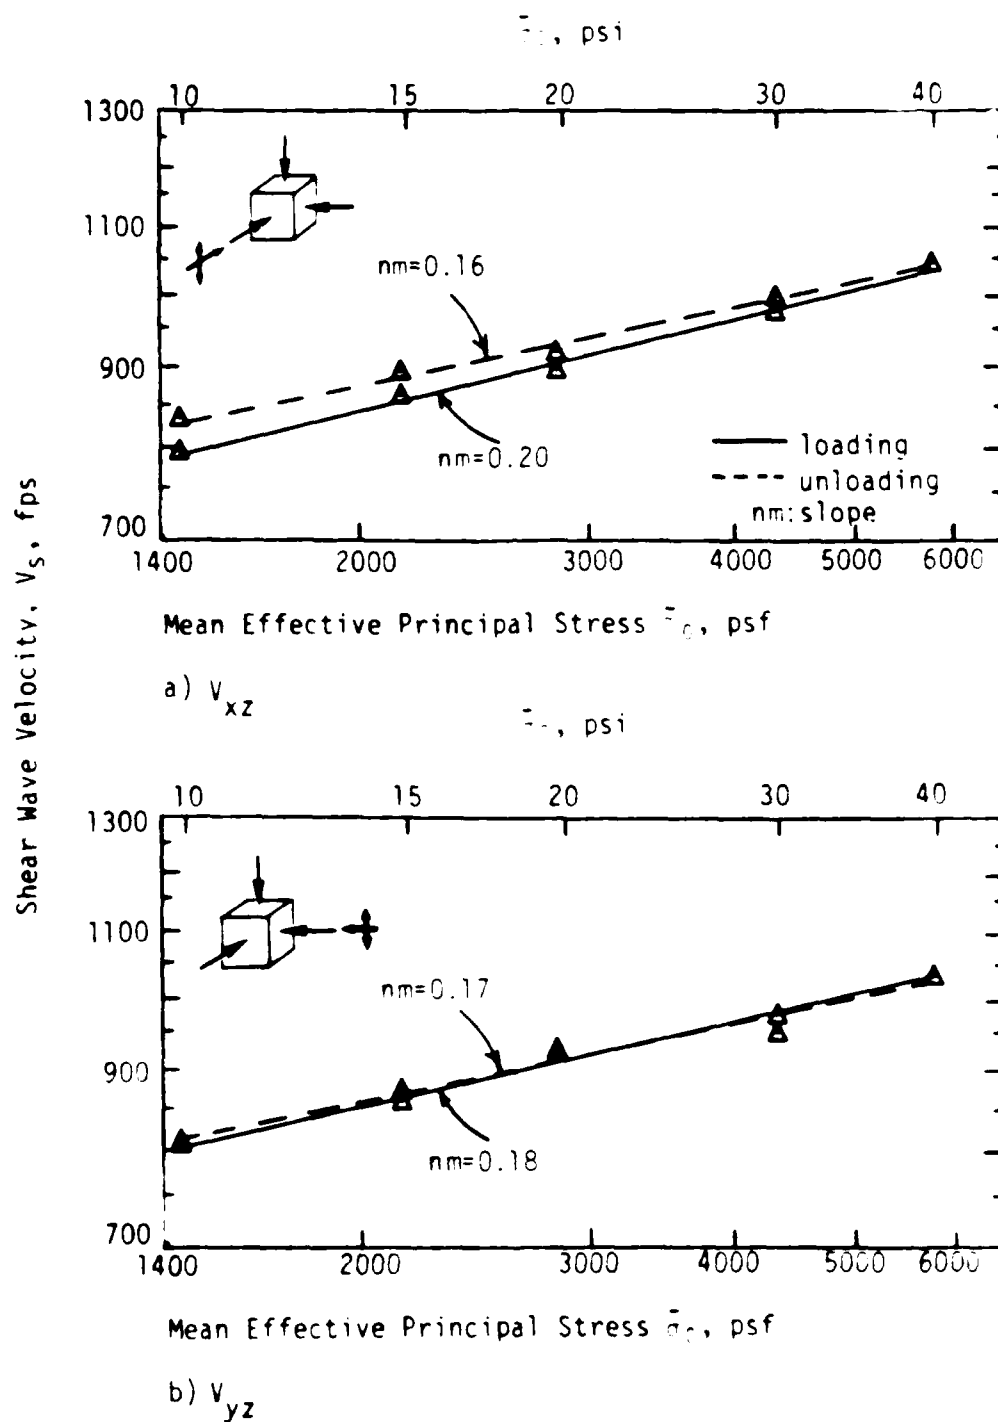 , psi
10 15 20 30 40
1300
1100
900
700
nm=0.16
nm=0.20
loading
unloading
nm:slope
1400 2000 3000 4000 5000 6000
Mean Effective Principal Stress , psf
a) Vxz
Shear Wave Velocity, Vs, fps
, psi
10 15 20 30 40
1300
1100
900
700
nm=0.17
nm=0.18
1400 2000 3000 4000 5000 6000
Mean Effective Principal Stress , psf
b) Vyz